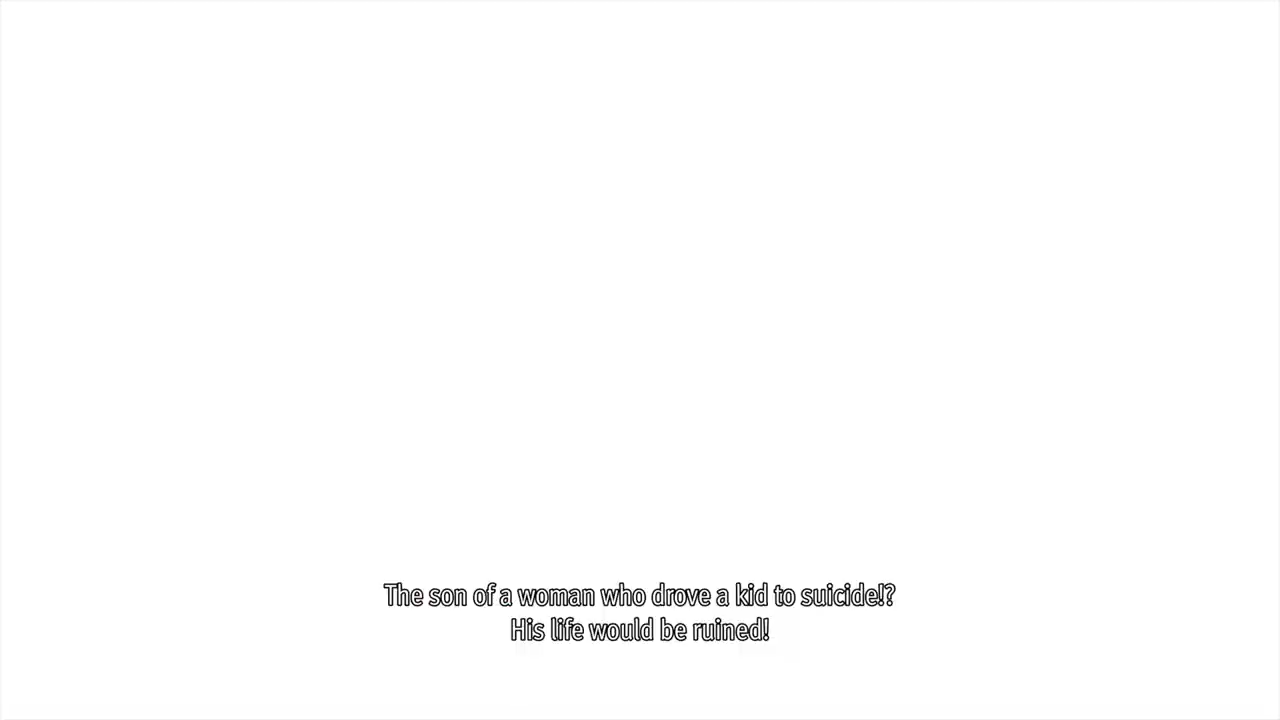 The son of a woman who drove a kid to suicide!?
His life would be ruined!